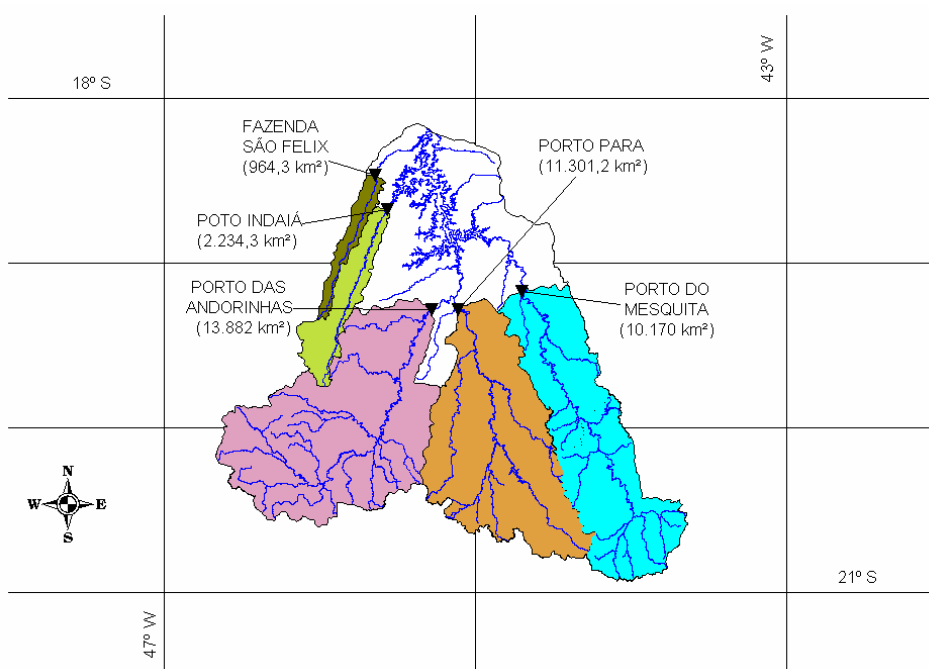 43º W
18º S
FAZENDA
SÃO FELIX
(964,3 km²)
PORTO PARA
(11.301,2 km²)
POTO INDAIÁ
(2.234,3 km²)
PORTO DAS
ANDORINHAS
(13.882 km²)
PORTO DO
MESQUITA
(10.170 km²)
N
W
E
S
21º S
47º W